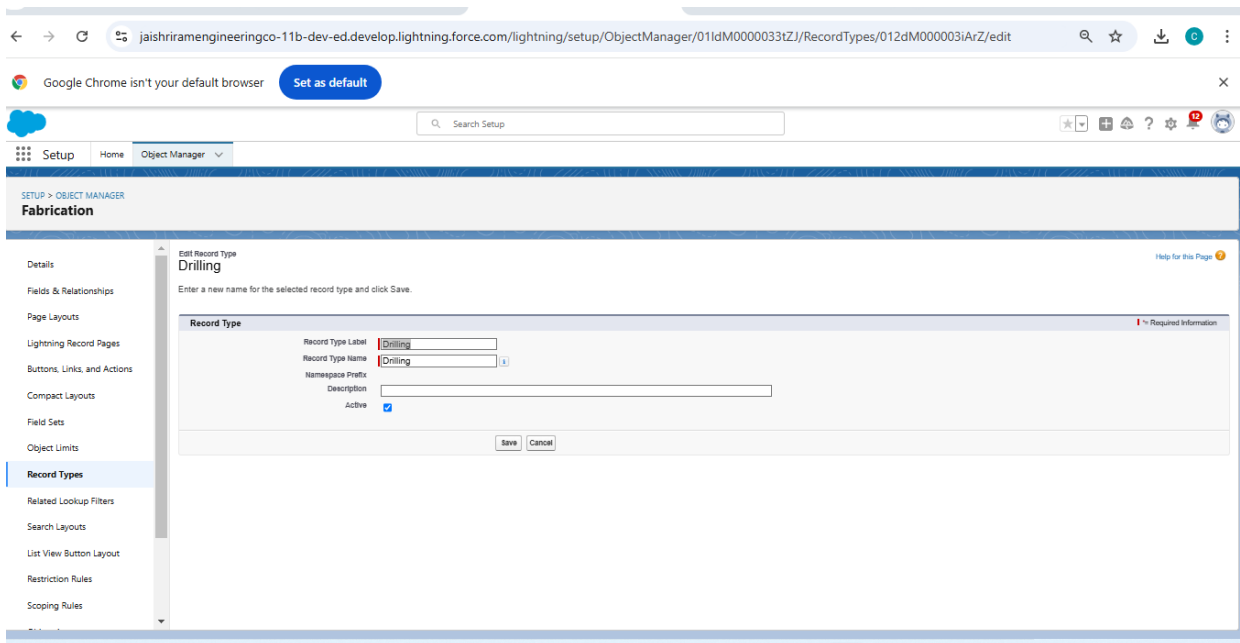 jaishriramengineeringco-11b-dev-ed.develop.lightning.force.com/lightning/setup/ObjectManager/01IdM0000033tZJ/RecordTypes/012dM000003iArZ/edit
C
Google Chrome isn't your default browser
Set as default
Search Setup
12
Setup
Home
Object Manager
SETUP > OBJECT MANAGER
Fabrication
Details
Fields & Relationships
Page Layouts
Lightning Record Pages
Buttons, Links, and Actions
Compact Layouts
Field Sets
Object Limits
Record Types
Related Lookup Filters
Search Layouts
List View Button Layout
Restriction Rules
Scoping Rules
Edit Record Type
Drilling
Help for this Page ?
Enter a new name for the selected record type and click Save.
Record Type
= Required Information
Record Type Label Drilling
Record Type Name Drilling i
Namespace Prefix
Description
Active
Save Cancel